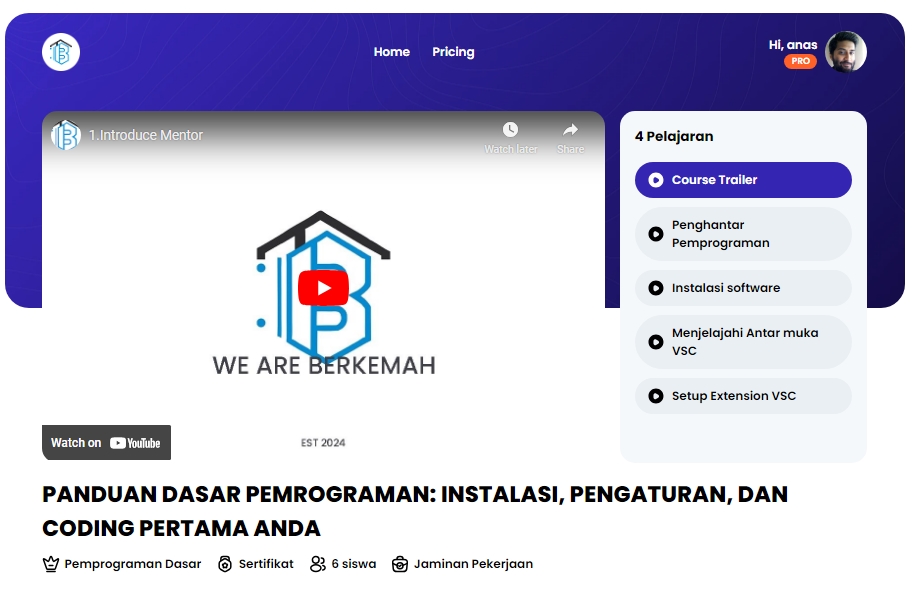 Home Pricing
Hi, anas
PRO
1.Introduce Mentor
Watch later Share
WE ARE BERKEMAH
EST 2024
Watch on YouTube
4 Pelajaran
Course Trailer
Penghantar
Pemprograman
Instalasi software
Menjelajahi Antar muka
VSC
Setup Extension VSC
PANDUAN DASAR PEMROGRAMAN: INSTALASI, PENGATURAN, DAN
CODING PERTAMA ANDA
Pemprograman Dasar Sertifikat 6 siswa Jaminan Pekerjaan